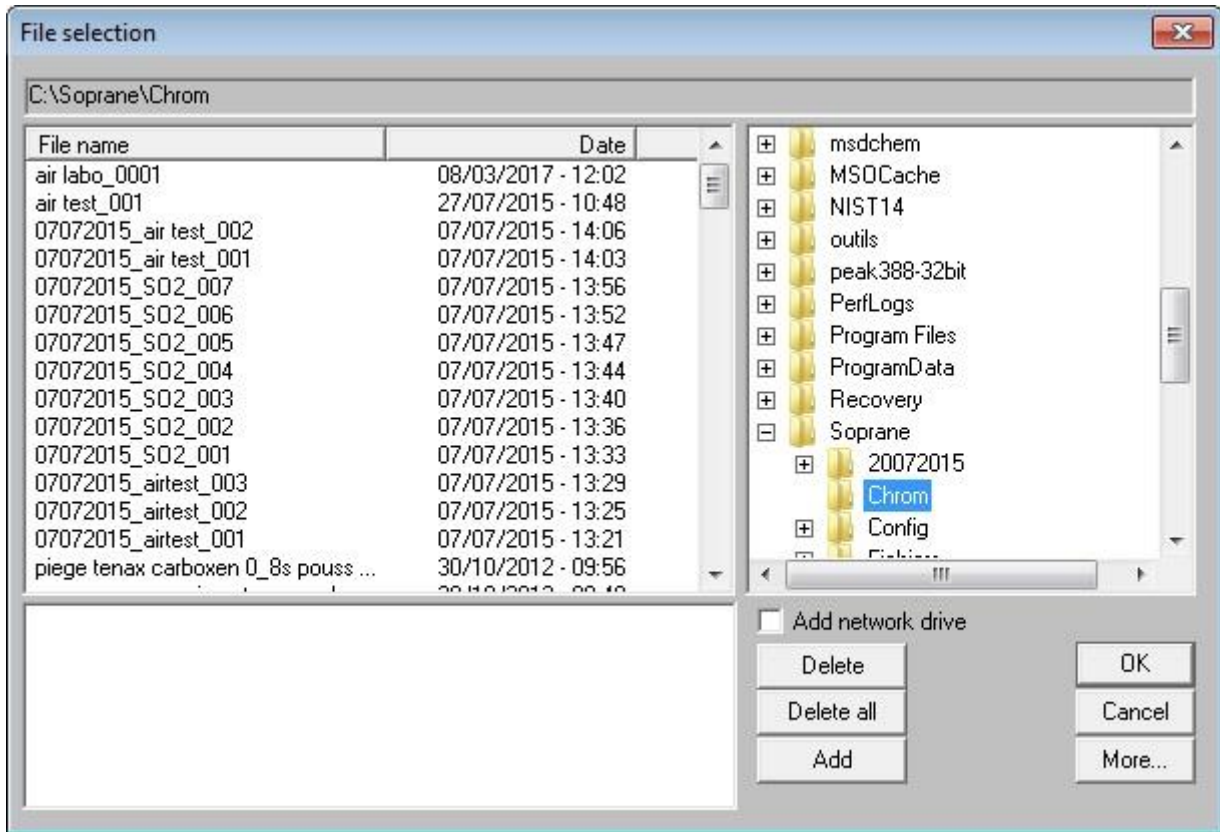 File selection
C:\Soprane\Chrom
File name Date
air labo_0001 08/03/2017 - 12:02
air test_001 27/07/2015 - 10:48
07072015_air test_002 07/07/2015 - 14:06
07072015_air test_001 07/07/2015 - 14:03
07072015_SO2_007 07/07/2015 - 13:56
07072015_SO2_006 07/07/2015 - 13:52
07072015_SO2_005 07/07/2015 - 13:47
07072015_SO2_004 07/07/2015 - 13:44
07072015_SO2_003 07/07/2015 - 13:40
07072015_SO2_002 07/07/2015 - 13:36
07072015_SO2_001 07/07/2015 - 13:33
07072015_airtest_003 07/07/2015 - 13:29
07072015_airtest_002 07/07/2015 - 13:25
07072015_airtest_001 07/07/2015 - 13:21
piege tenax carboxen 0_8s pouss ... 30/10/2012 - 09:56
msdchem
MSOCache
NIST14
outils
peak388-32bit
PerfLogs
Program Files
ProgramData
Recovery
Soprane
20072015
Chrom
Config
Add network drive
Delete
OK
Delete all
Cancel
Add
More...